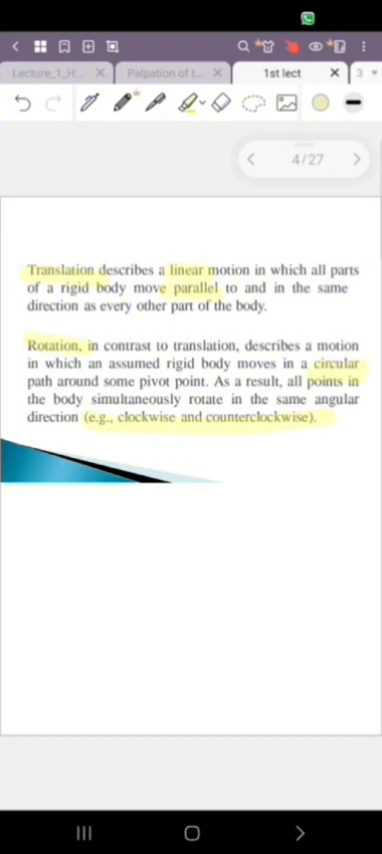 Lecture_1_H...
Palpation of t...
1st lect
3
4/27
Translation describes a linear motion in which all parts
of a rigid body move parallel to and in the same
direction as every other part of the body.
Rotation, in contrast to translation, describes a motion
in which an assumed rigid body moves in a circular
path around some pivot point. As a result, all points in
the body simultaneously rotate in the same angular
direction (e.g., clockwise and counterclockwise).